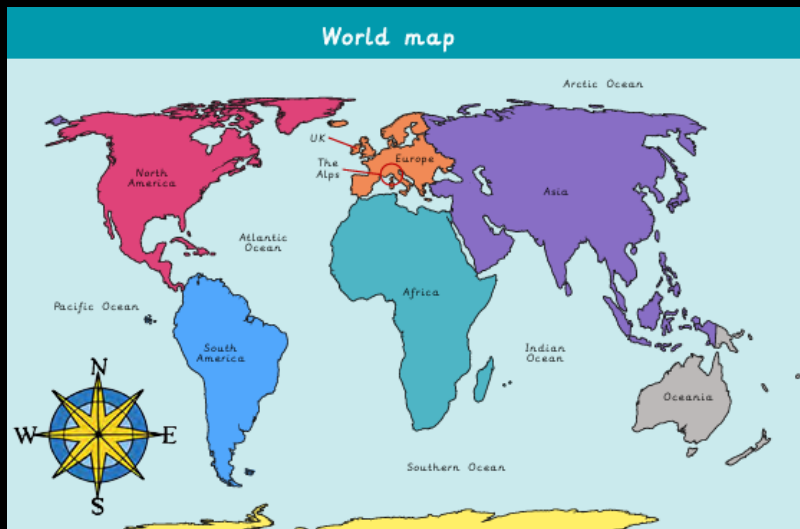 World map
Arctic Ocean
UK
The
Alps
Europe
North
America
Asia
Atlantic
Ocean
Africa
Pacific Ocean
South
America
Indian
Ocean
Oceania
N
W
E
S
Southern Ocean